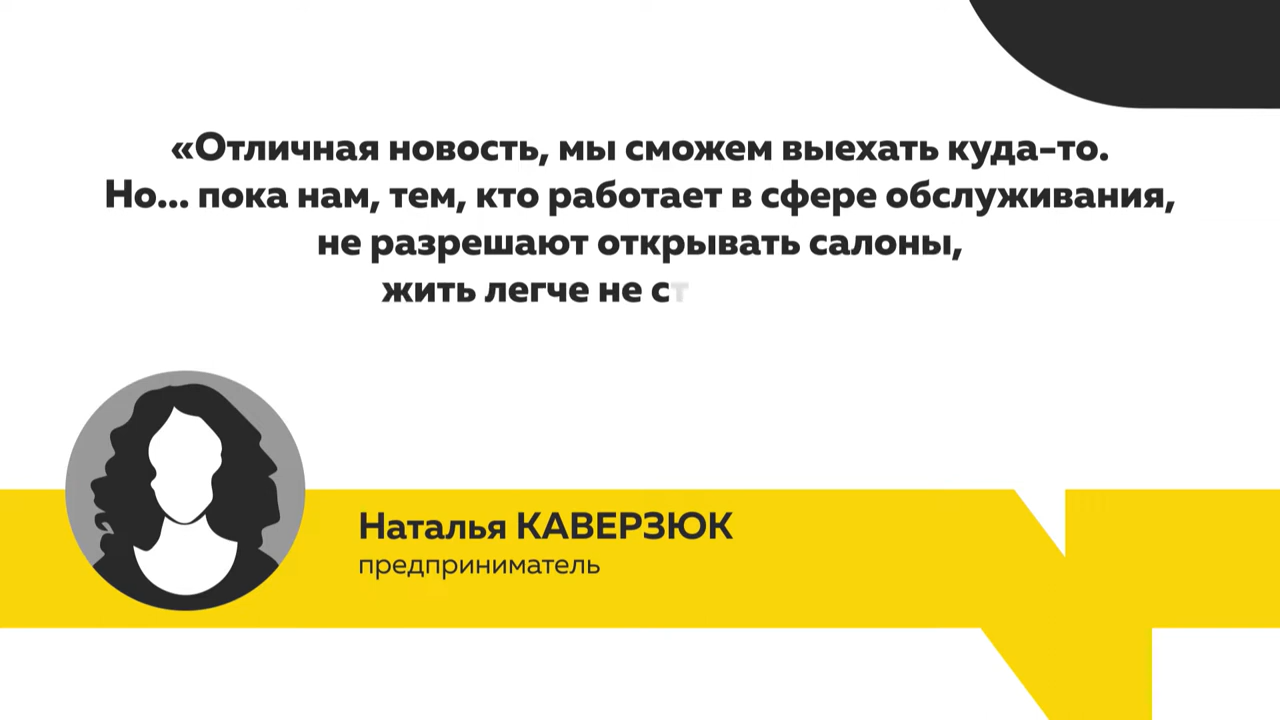 «Отличная новость, мы сможем выехать куда-то.
Но... пока нам, тем, кто работает в сфере обслуживания,
не разрешают открывать салоны,
жить легче не ст
Наталья КАВЕРЗЮК
предприниматель